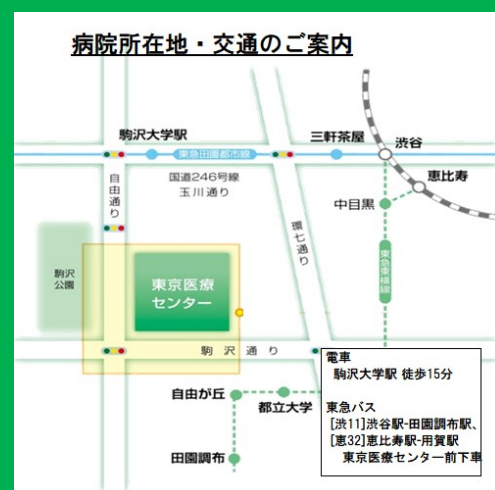 病院所在地・交通のご案内
駒沢大学駅
三軒茶屋
渋谷
東急田園都市線
恵比寿
国道246号線
玉川通り
自由通り
中目黒
環七通り
駒沢
公園
東京医療
センター
東急東横線
駒沢通り
自由が丘
都立大学
田園調布
電車
駒沢大学駅 徒歩15分
東急バス
[渋11]渋谷駅-田園調布駅、
[恵32]恵比寿駅-用賀駅
東京医療センター前下車